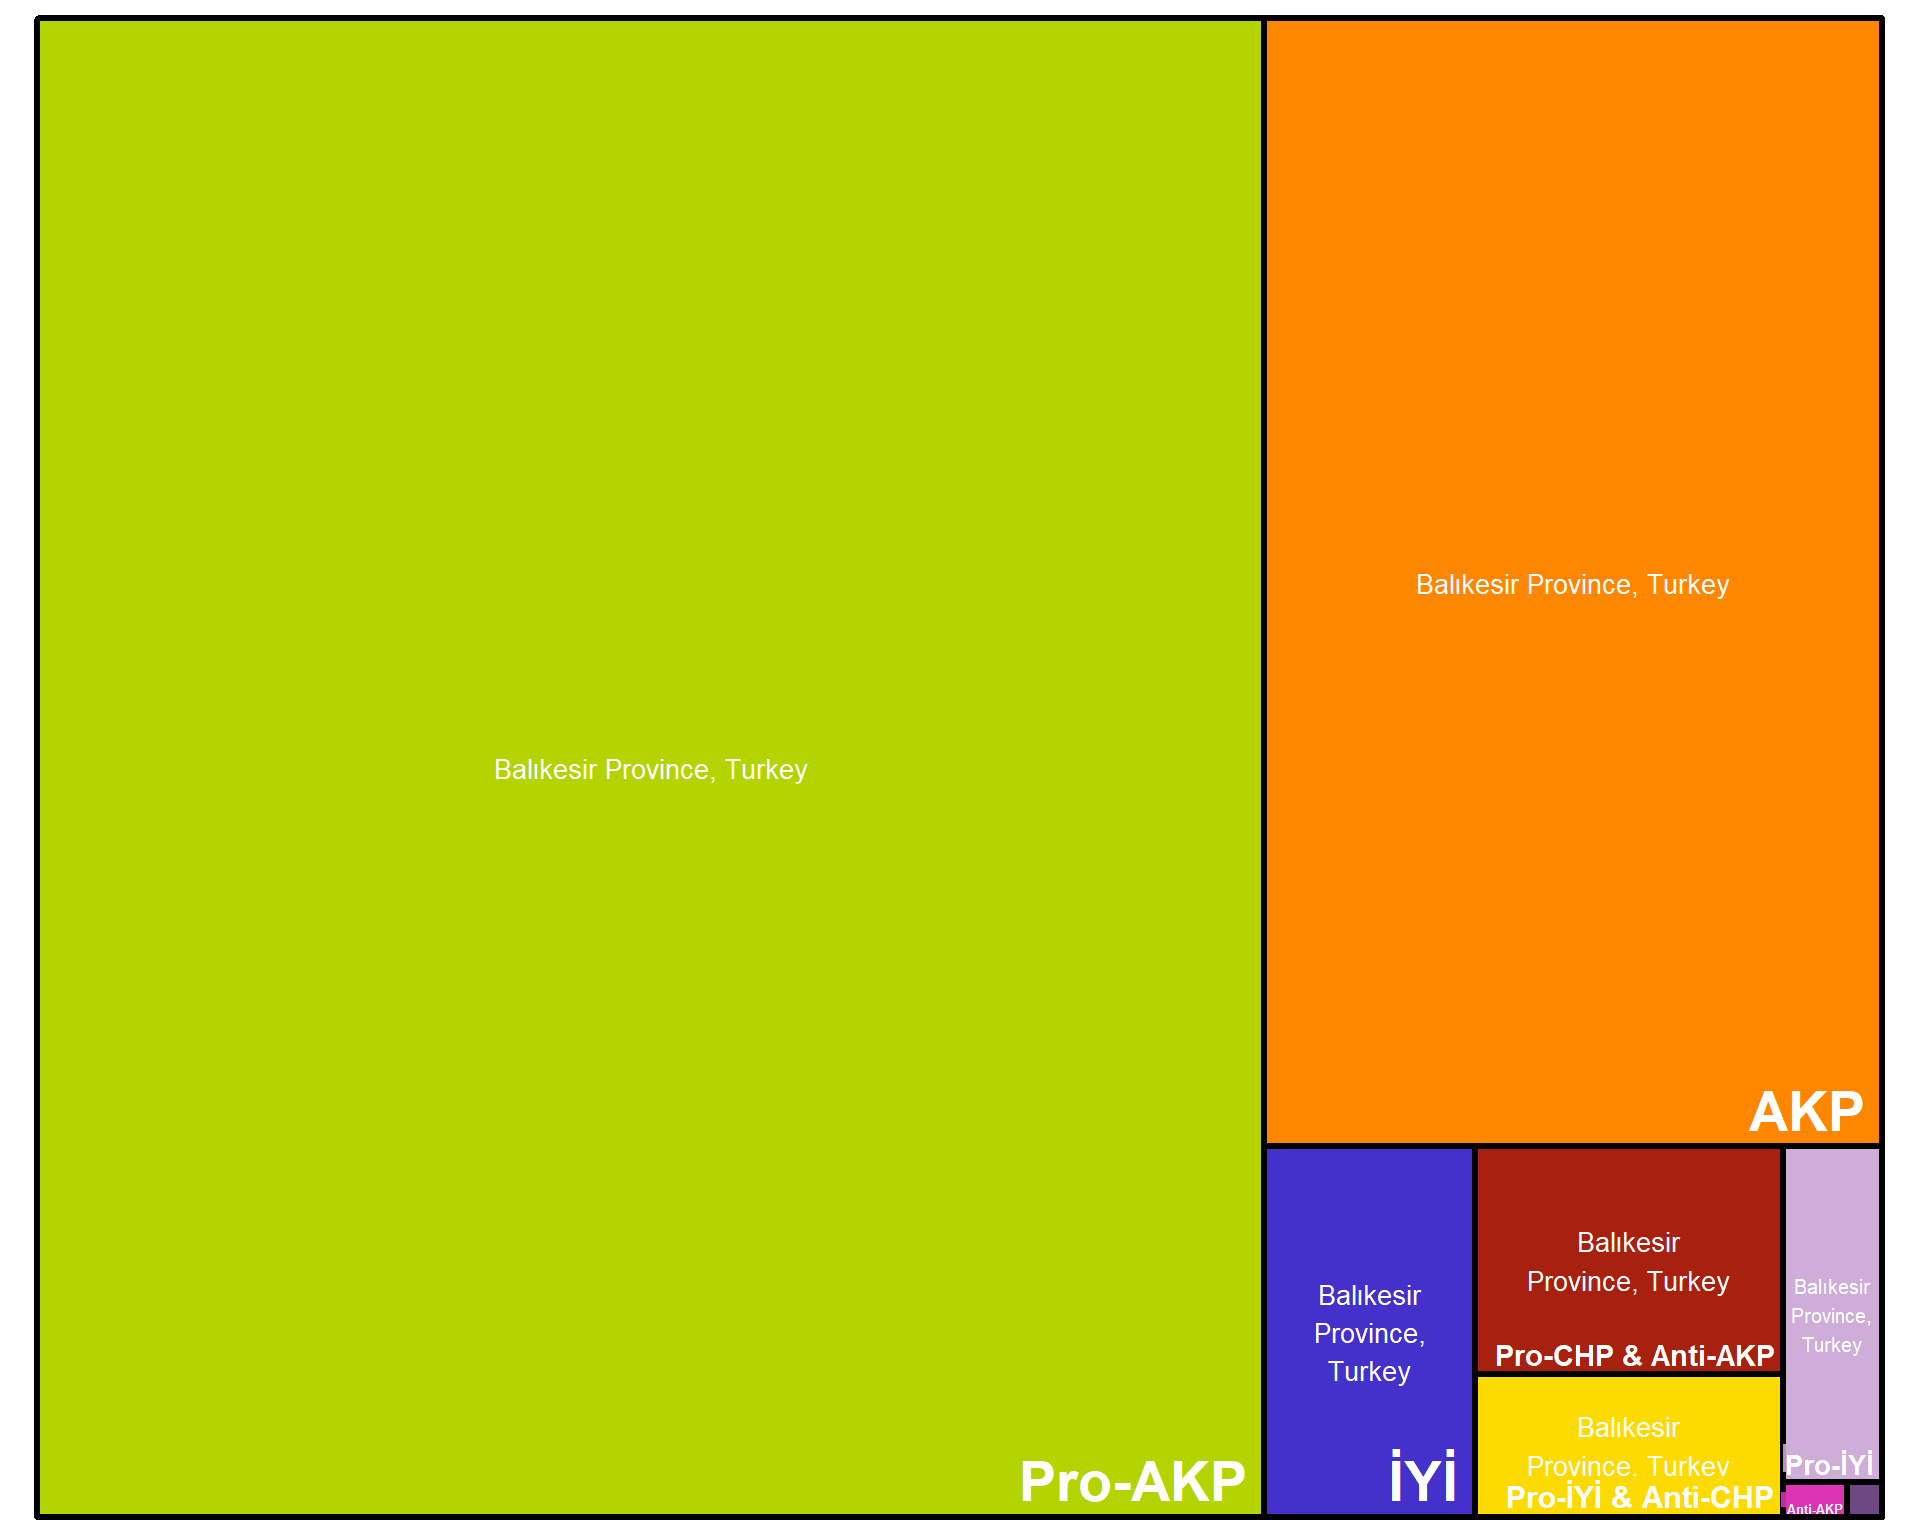 Balıkesir Province, Turkey
Pro-AKP
Balıkesir Province, Turkey
AKP
Balıkesir
Province,
Turkey
İYİ
Balıkesir
Province, Turkey
Pro-CHP & Anti-AKP
Balıkesir
Province, Turkey
Pro-İYİ & Anti-CHP
Balıkesir
Province,
Turkey
Pro-İYİ
Anti-AKP